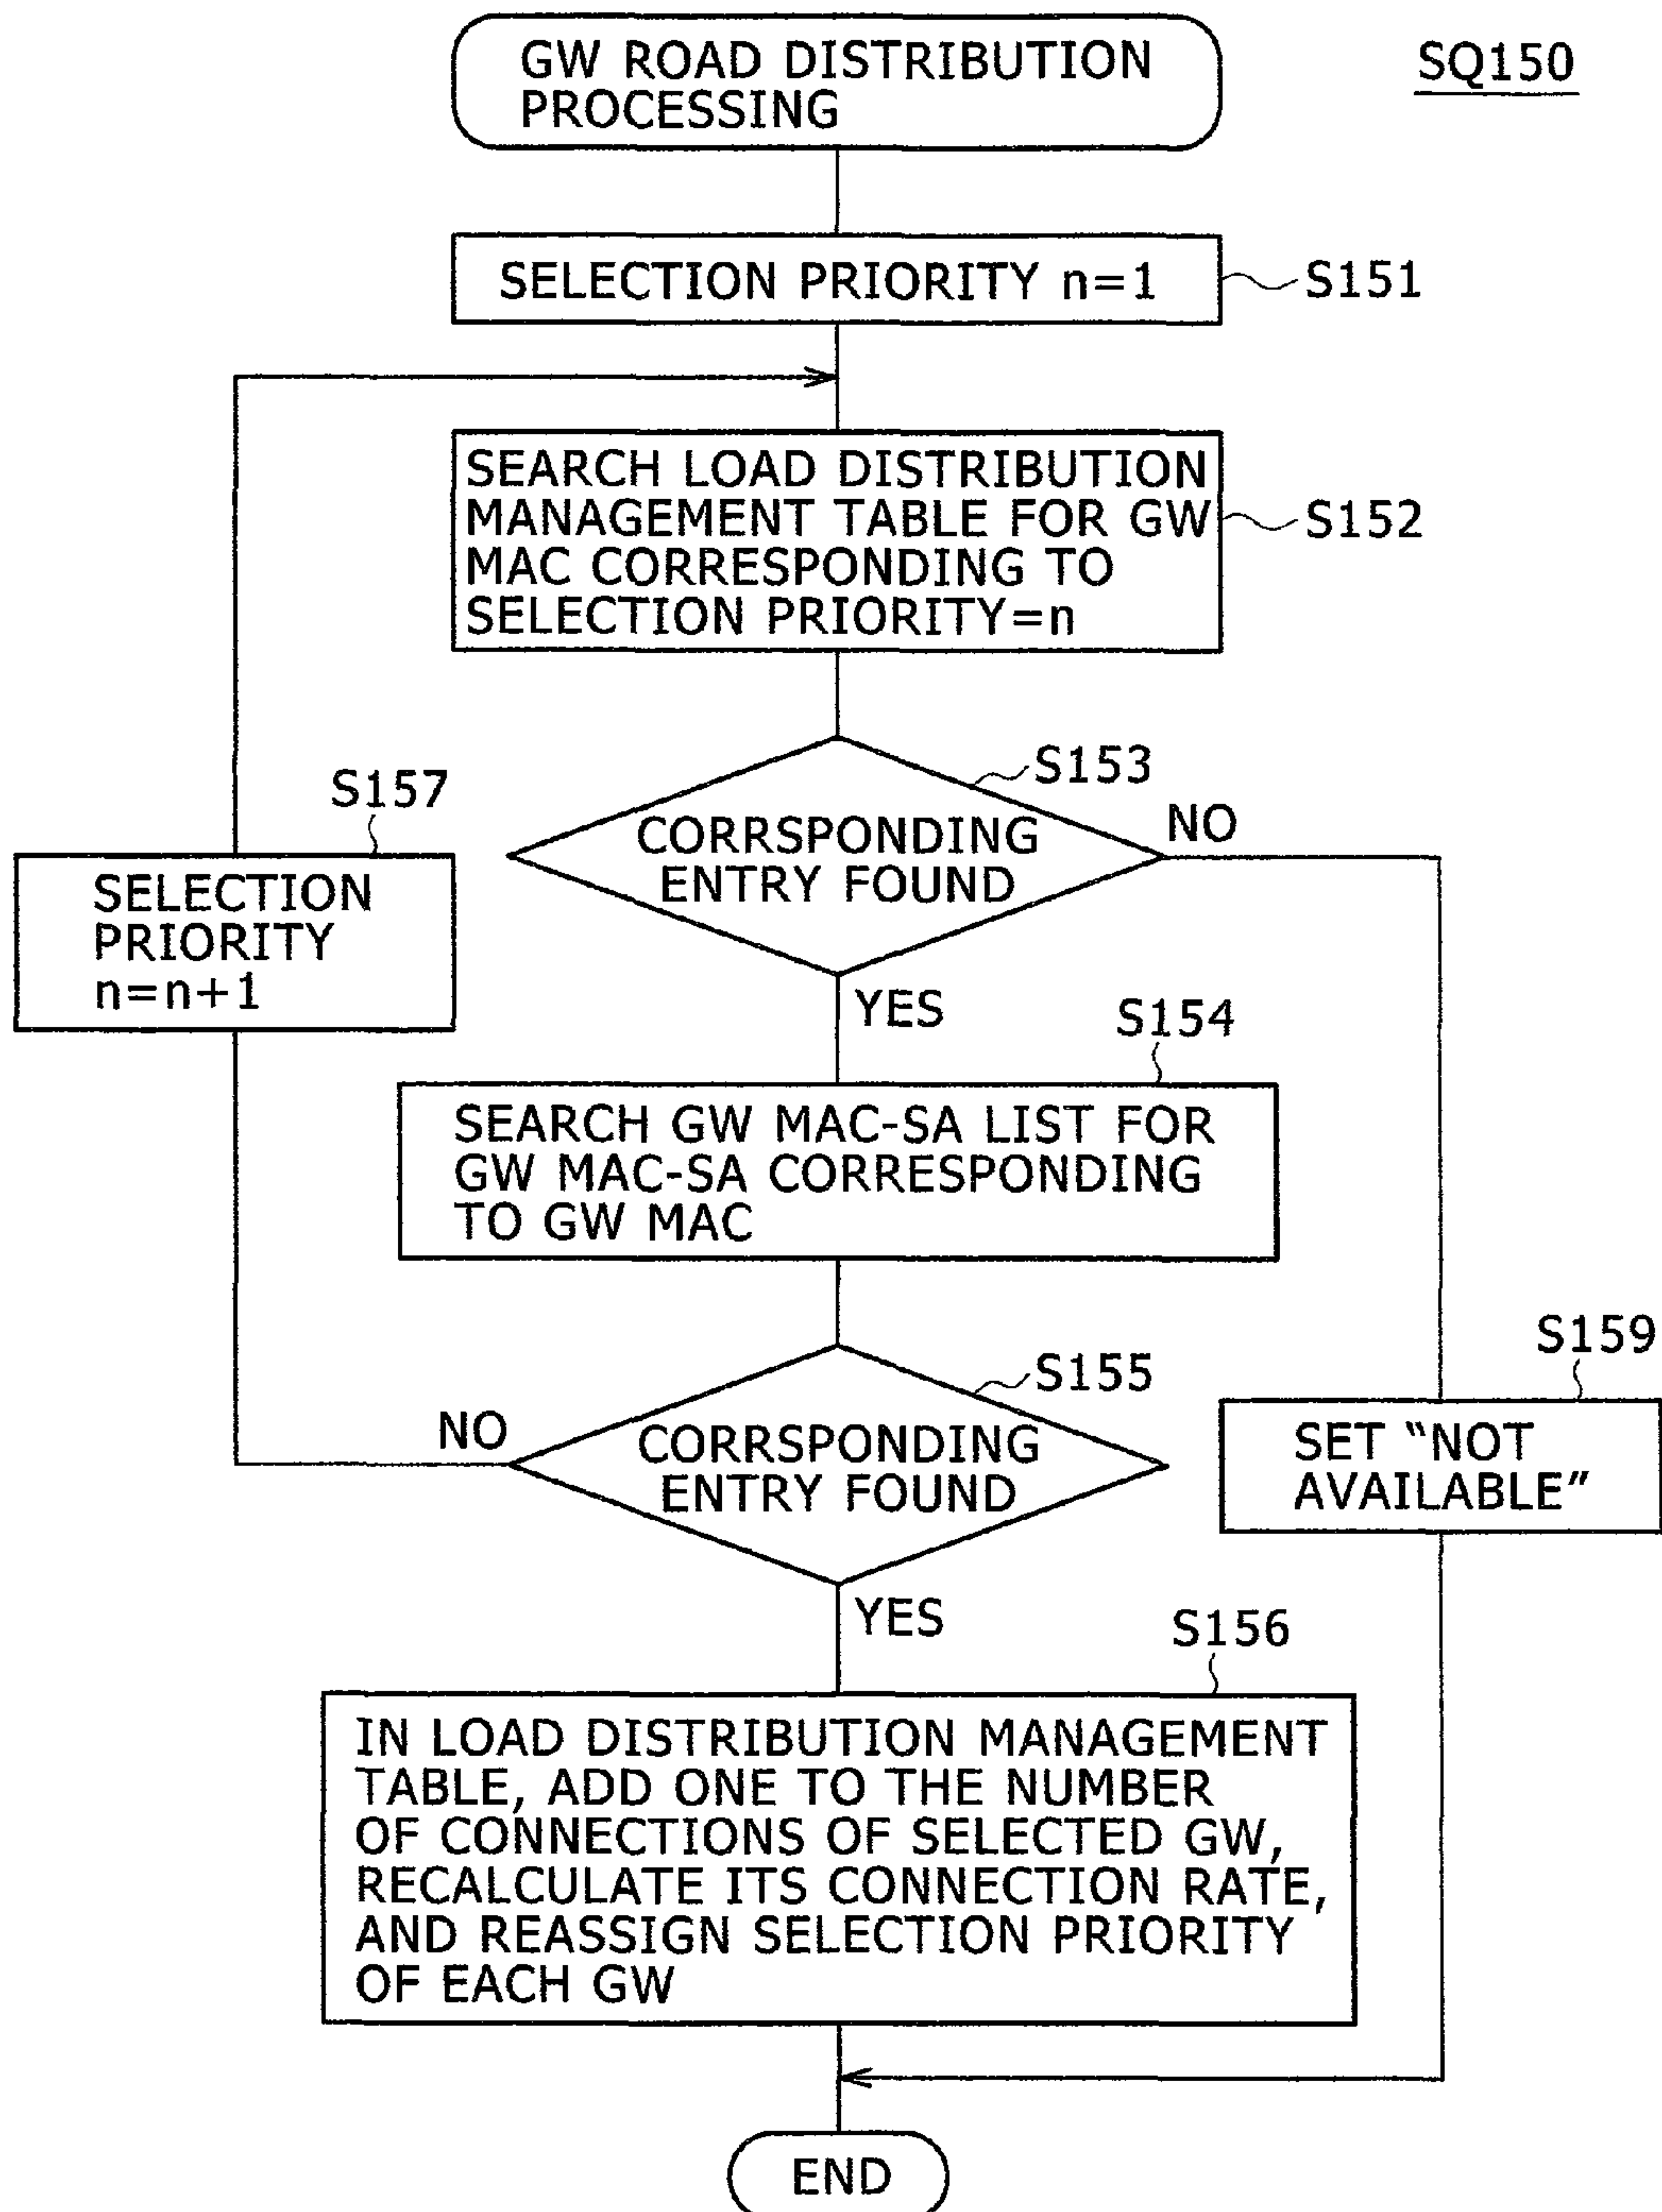 GW ROAD DISTRIBUTION
PROCESSING
SQ150
SELECTION PRIORITY n=1
S151
SEARCH LOAD DISTRIBUTION
MANAGEMENT TABLE FOR GW
MAC CORRESPONDING TO
SELECTION PRIORITY=n
S152
S153
CORRSPONDING
ENTRY FOUND
NO
YES
S157
SELECTION
PRIORITY
n=n+1
S154
SEARCH GW MAC-SA LIST FOR
GW MAC-SA CORRESPONDING
TO GW MAC
S155
NO
CORRSPONDING
ENTRY FOUND
YES
S159
SET “NOT
AVAILABLE”
S156
IN LOAD DISTRIBUTION MANAGEMENT
TABLE, ADD ONE TO THE NUMBER
OF CONNECTIONS OF SELECTED GW,
RECALCULATE ITS CONNECTION RATE,
AND REASSIGN SELECTION PRIORITY
OF EACH GW
END